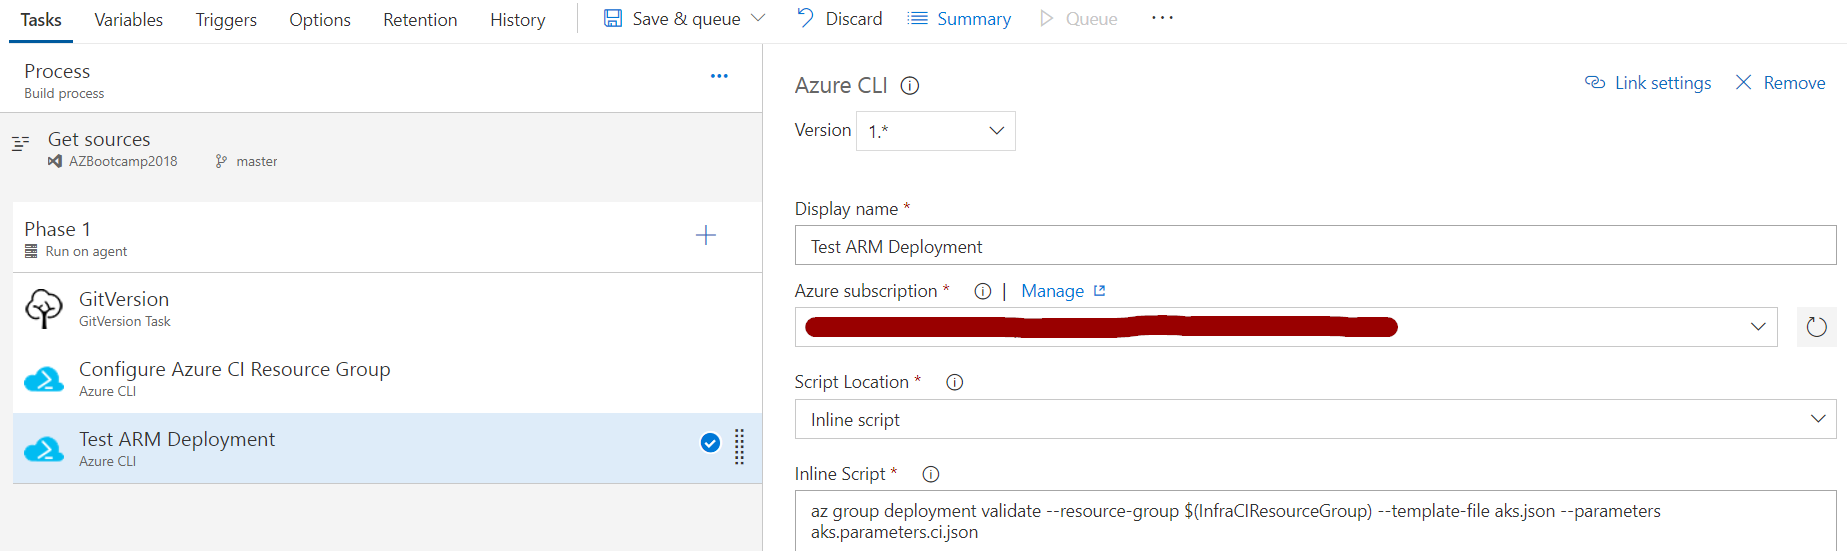 Tasks Variables Triggers Options Retention History Save & queue Discard Summary Queue ...
Process ...
Build process
Get sources
AZBootcamp2018 master
Phase 1
Run on agent
GitVersion
GitVersion Task
Configure Azure CI Resource Group
Azure CLI
Test ARM Deployment
Azure CLI
Azure CLI Link settings Remove
Version 1.*
Display name *
Test ARM Deployment
Azure subscription * | Manage
Script Location *
Inline script
Inline Script *
az group deployment validate --resource-group $(InfraCIResourceGroup) --template-file aks.json --parameters
aks.parameters.ci.json